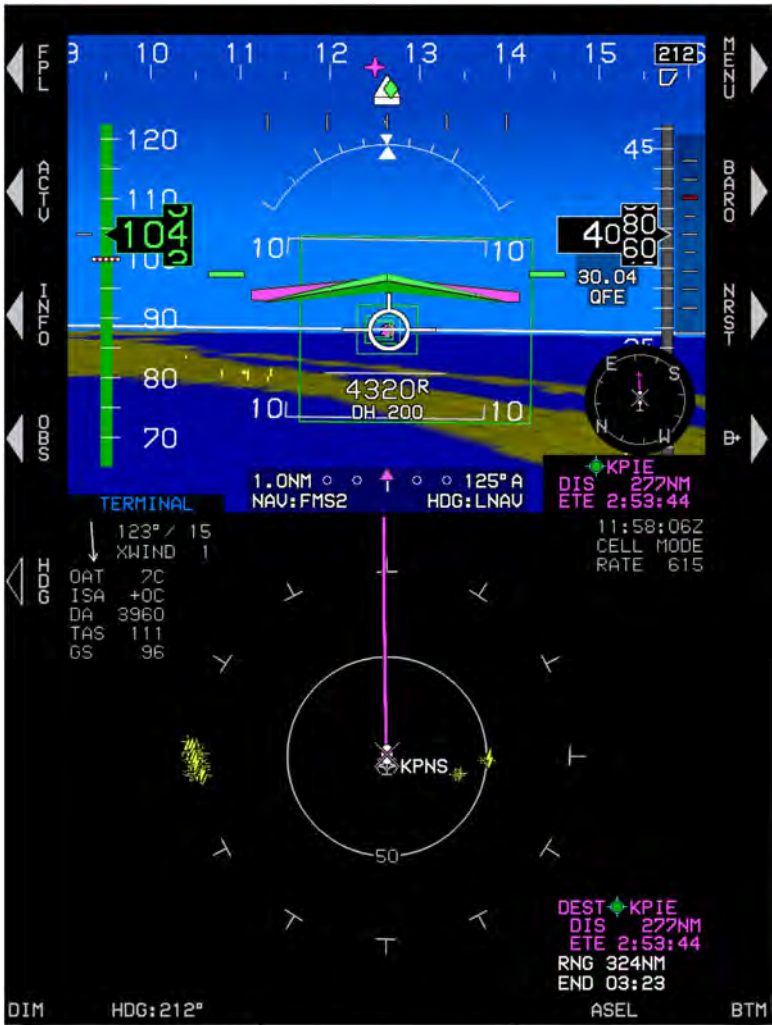 FPL
9 10 11 12 13 14 15
212
MENU
120
45
ACTV
110
BARO
104
40 80
60
10 10
30.04
QFE
INFO
90
NRST
80
4320R
DH 200
10 10
E S
N W
OBS
70
B+
1.0NM 125°A
NAV:FMS2 HDG:LNAV
KPIE
DIS 277NM
ETE 2:53:44
TERMINAL
123°/ 15
XWIND 1
11:58:06Z
CELL MODE
RATE 615
HDG
OAT 7C
ISA +0C
DA 3960
TAS 111
GS 96
KPNS
50
DEST KPIE
DIS 277NM
ETE 2:53:44
RNG 324NM
END 03:23
DIM HDG:212° ASEL BTM